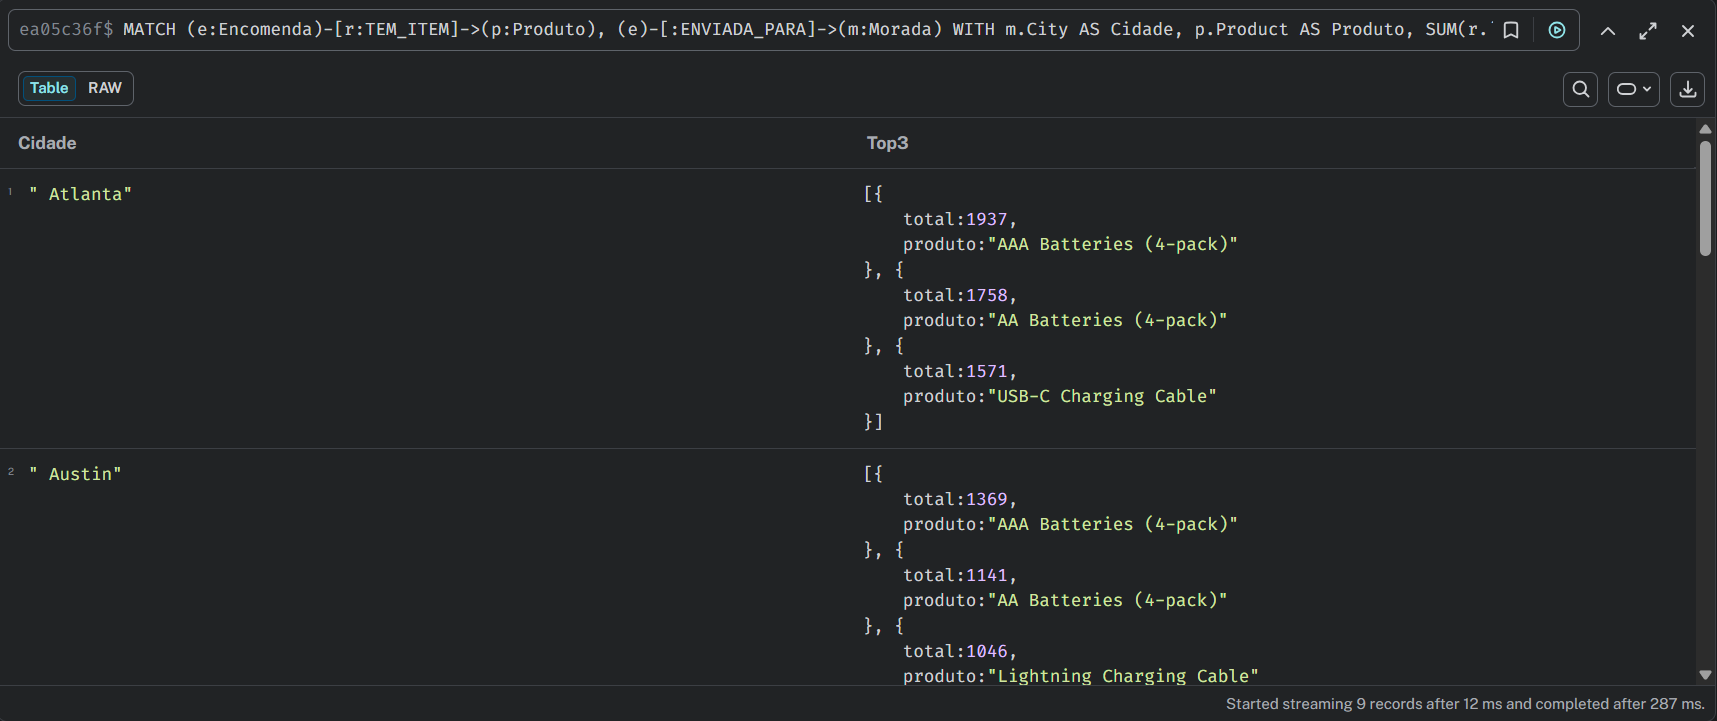 ea05c36f$ MATCH (e:Encomenda)-[r:TEM_ITEM]->(p:Produto), (e)-[:ENVIADA_PARA]->(m:Morada) WITH m.City AS Cidade, p.Product AS Produto, SUM(r.
Table RAW
Cidade Top3
1 " Atlanta" [{
total:1937,
produto:"AAA Batteries (4-pack)"
}, {
total:1758,
produto:"AA Batteries (4-pack)"
}, {
total:1571,
produto:"USB-C Charging Cable"
}]
2 " Austin" [{
total:1369,
produto:"AAA Batteries (4-pack)"
}, {
total:1141,
produto:"AA Batteries (4-pack)"
}, {
total:1046,
produto:"Lightning Charging Cable"
Started streaming 9 records after 12 ms and completed after 287 ms.